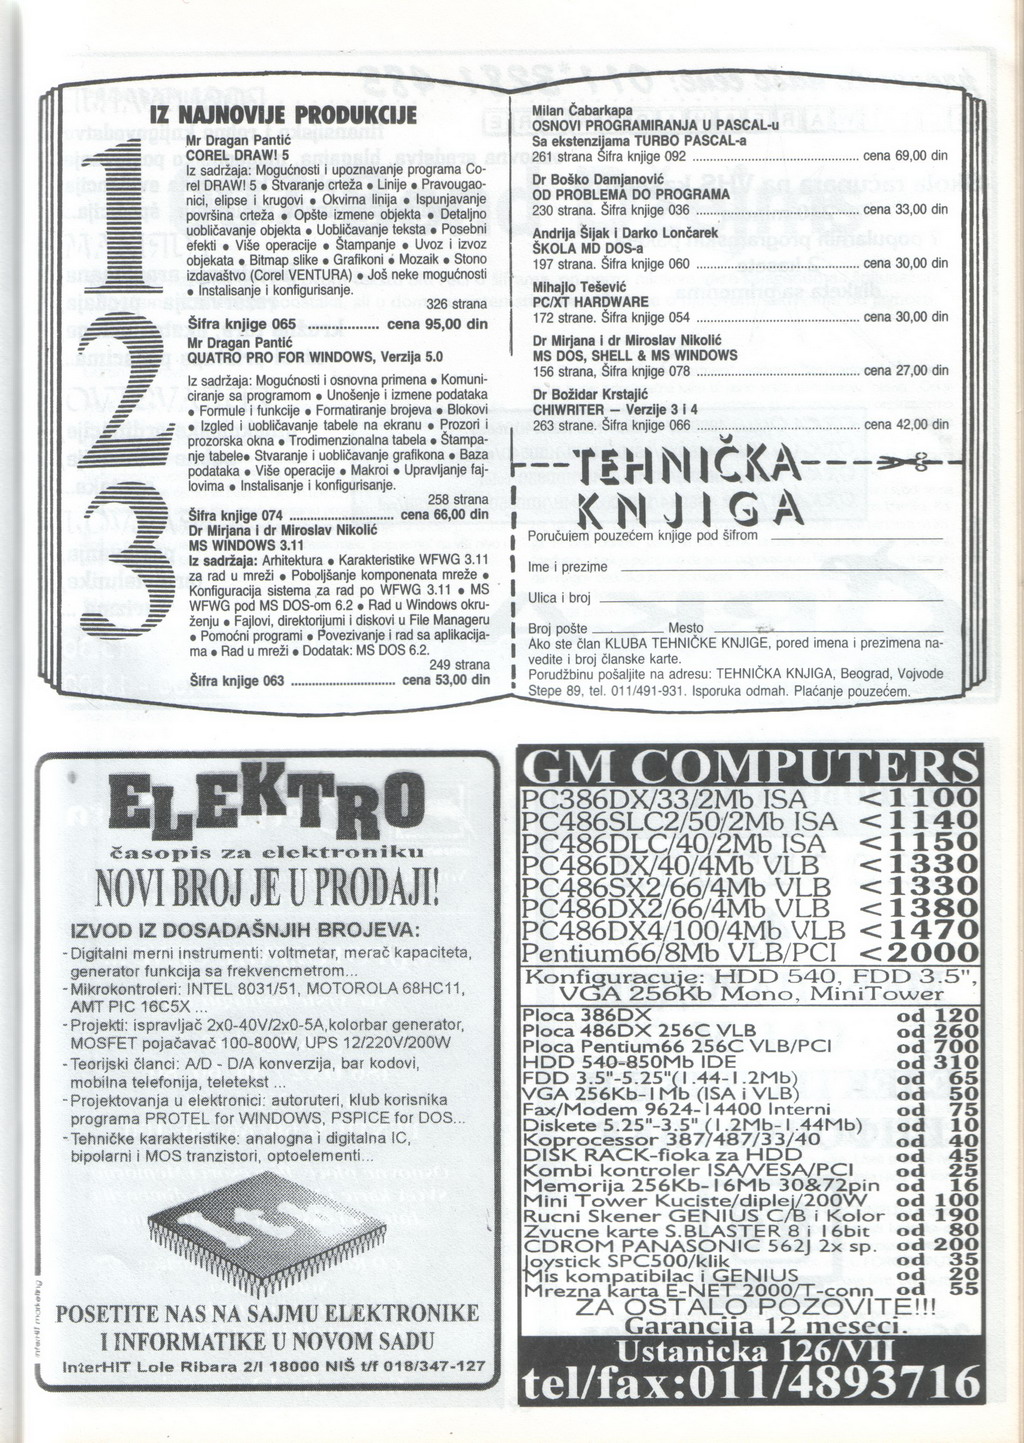 IZ NAJNOVIJE PRODUKCIJE
1
Mr Dragan Pantić
COREL DRAW! 5
Iz sadržaja: Mogućnosti i upoznavanje programa Co-
rel DRAW! 5 • Stvaranje crteža • Linije • Pravougao-
nici, elipse i krugovi • Okvirna linija • Ispunjavanje
površina crteža • Opšte izmene objekta • Detaljno
uobličavanje objekta • Uobličavanje teksta • Posebni
efekti • Više operacije • Štampanje • Uvoz i izvoz
objekata • Bitmap slike • Grafikoni • Mozaik • Stono
izdavaštvo (Corel VENTURA) • Još neke mogućnosti
• Instalisanje i konfigurisanje.
326 strana
Šifra knjige 065 .................... cena 95,00 din
2
Mr Dragan Pantić
QUATRO PRO FOR WINDOWS, Verzija 5.0
Iz sadržaja: Mogućnosti i osnovna primena • Komuni-
ciranje sa programom • Unošenje i izmene podataka
• Formule i funkcije • Formatiranje brojeva • Blokovi
• Izgled i uobličavanje tabele na ekranu • Prozori i
prozorska okna • Trodimenzionalna tabela • Štampa-
nje tabele• Stvaranje i uobličavanje grafikona • Baza
podataka • Više operacije • Makroi • Upravljanje faj-
lovima • Instalisanje i konfigurisanje.
258 strana
Šifra knjige 074 ............................ cena 66,00 din
3
Dr Mirjana i dr Miroslav Nikolić
MS WINDOWS 3.11
Iz sadržaja: Arhitektura • Karakteristike WFWG 3.11
za rad u mreži • Poboljšanje komponenata mreže •
Konfiguracija sistema za rad po WFWG 3.11 • MS
WFWG pod MS DOS-om 6.2 • Rad u Windows okru-
ženju • Fajlovi, direktorijumi i diskovi u File Manageru
• Pomoćni programi • Povezivanje i rad sa aplikacija-
ma • Rad u mreži • Dodatak: MS DOS 6.2.
249 strana
Šifra knjige 063 ............................ cena 53,00 din
Milan Čabarkapa
OSNOVI PROGRAMIRANJA U PASCAL-u
Sa ekstenzijama TURBO PASCAL-a
261 strana Šifra knjige 092 ................................................ cena 69,00 din
Dr Boško Damjanović
OD PROBLEMA DO PROGRAMA
230 strana. Šifra knjige 036 ............................................... cena 33,00 din
Andrija Šijak i Darko Lončarek
ŠKOLA MD DOS-a
197 strana. Šifra knjige 060 ............................................... cena 30,00 din
Mihajlo Tešević
PC/XT HARDWARE
172 strane. Šifra knjige 054 ............................................... cena 30,00 din
Dr Mirjana i dr Miroslav Nikolić
MS DOS, SHELL & MS WINDOWS
156 strana, Šifra knjige 078 ............................................... cena 27,00 din
Dr Božidar Krstajić
CHIWRITER – Verzije 3 i 4
263 strane. Šifra knjige 066 ............................................... cena 42,00 din
TEHNIČKA
KNJIGA
Poručujem pouzećem knjige pod šifrom
Ime i prezime
Ulica i broj
Broj pošte Mesto
Ako ste član KLUBA TEHNIČKE KNJIGE, pored imena i prezimena na-
vedite i broj članske karte.
Porudžbinu pošaljite na adresu: TEHNIČKA KNJIGA, Beograd, Vojvode
Stepe 89, tel. 011/491-931. Isporuka odmah. Plaćanje pouzećem.
ELEKTRO
časopis za elektroniku
NOVI BROJ JE U PRODAJI!
IZVOD IZ DOSADAŠNJIH BROJEVA:
- Digitalni merni instrumenti: voltmetar, merač kapaciteta,
generator funkcija sa frekvencmetrom...
- Mikrokontroleri: INTEL 8031/51, MOTOROLA 68HC11,
AMT PIC 16C5X ...
- Projekti: ispravljač 2x0-40V/2x0-5A,kolorbar generator,
MOSFET pojačavač 100-800W, UPS 12/220V/200W
- Teorijski članci: A/D - D/A konverzija, bar kodovi,
mobilna telefonija, teletekst ...
- Projektovanja u elektronici: autoruteri, klub korisnika
programa PROTEL for WINDOWS, PSPICE for DOS...
- Tehničke karakteristike: analogna i digitalna IC,
bipolarni i MOS tranzistori, optoelementi...
POSETITE NAS NA SAJMU ELEKTRONIKE
I INFORMATIKE U NOVOM SADU
InterHIT Lole Ribara 2/I 18000 NIŠ t/f 018/347-127
GM COMPUTERS
PC386DX/33/2Mb ISA <1100
PC486SLC2/50/2Mb ISA <1140
PC486DLC/40/2Mb ISA <1150
PC486DX/40/4Mb VLB <1330
PC486SX2/66/4Mb VLB <1330
PC486DX2/66/4Mb VLB <1380
PC486DX4/100/4Mb VLB <1470
Pentium66/8Mb VLB/PCI <2000
Konfiguracuje: HDD 540, FDD 3.5",
VGA 256Kb Mono, MiniTower
Ploca 386DX od 120
Ploca 486DX 256C VLB od 260
Ploca Pentium66 256C VLB/PCI od 700
HDD 540-850Mb IDE od 310
FDD 3.5"-5.25"(1.44-1.2Mb) od 65
VGA 256Kb-1Mb (ISA i VLB) od 50
Fax/Modem 9624-14400 Interni od 75
Diskete 5.25"-3.5" (1.2Mb-1.44Mb) od 10
Koprocessor 387/487/33/40 od 40
DISK RACK-fioka za HDD od 45
Kombi kontroler ISA/VESA/PCI od 25
Memorija 256Kb-16Mb 30&72pin od 16
Mini Tower Kuciste/diplej/200W od 100
Rucni Skener GENIUS C/B i Kolor od 190
Zvucne karte S.BLASTER 8 i 16bit od 80
CDROM PANASONIC 562J 2x sp. od 200
Joystick SPC500/klik od 35
Mis kompatibilac i GENIUS od 20
Mrezna karta E-NET 2000/T-conn od 55
ZA OSTALO POZOVITE!!!
Garancija 12 meseci.
Ustanicka 126/VII
tel/fax:011/4893716